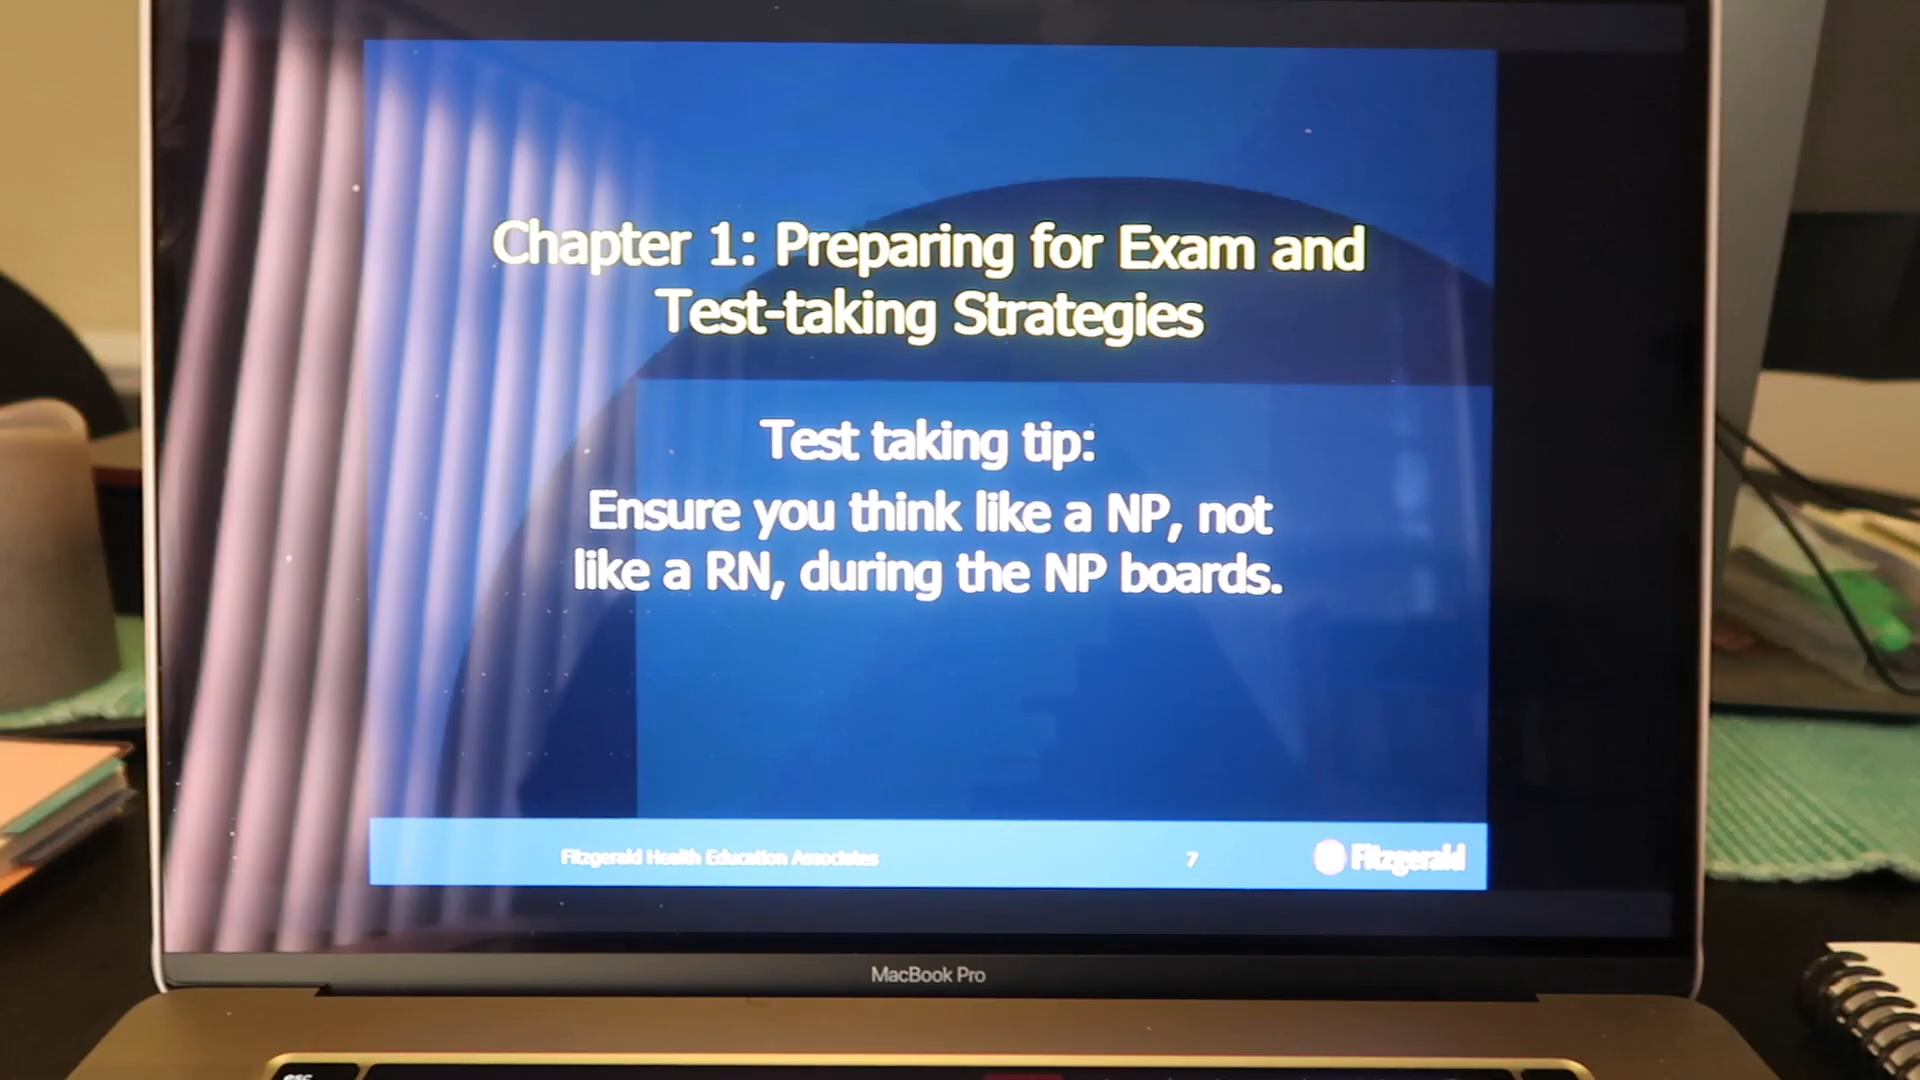 Chapter 1: Preparing for Exam and
Test-taking Strategies
Test taking tip:
Ensure you think like a NP, not
like a RN, during the NP boards.
Fitzgerald Health Education Associates
7
Fitzgerald
MacBook Pro
esc